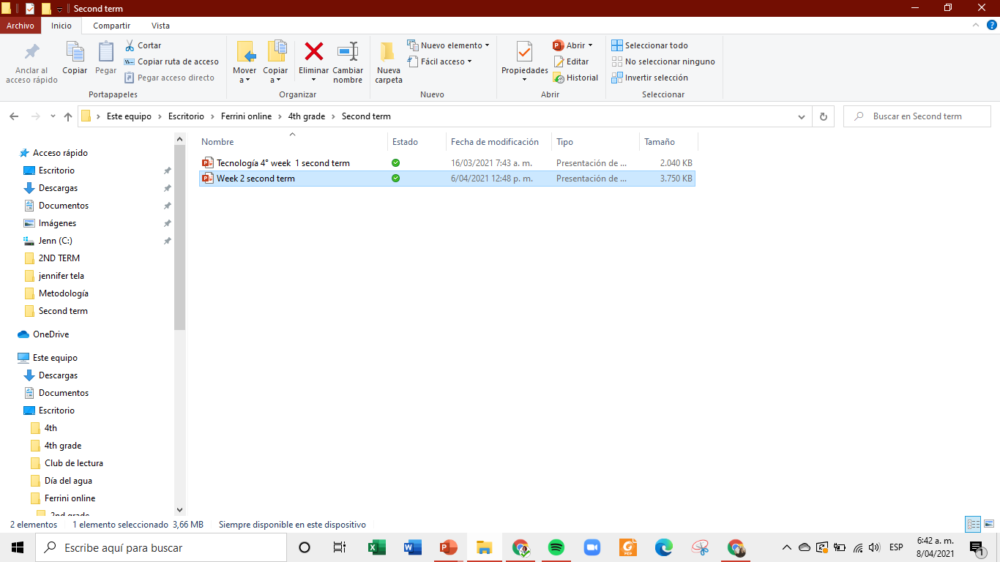 Second term
Archivo Inicio Compartir Vista
Anclar al acceso rápido
Copiar
Pegar
Cortar
Copiar ruta de acceso
Pegar acceso directo
Portapapeles
Mover a
Copiar a
Eliminar
Cambiar nombre
Organizar
Nueva carpeta
Nuevo elemento
Fácil acceso
Nuevo
Propiedades
Abrir
Editar
Historial
Abrir
Seleccionar todo
No seleccionar ninguno
Invertir selección
Seleccionar
Este equipo > Escritorio > Ferrini online > 4th grade > Second term
Buscar en Second term
Nombre Estado Fecha de modificación Tipo Tamaño
Tecnología 4° week 1 second term 16/03/2021 7:43 a. m. Presentación de ... 2.040 KB
Week 2 second term 6/04/2021 12:48 p. m. Presentación de ... 3.750 KB
Acceso rápido
Escritorio
Descargas
Documentos
Imágenes
Jenn (C:)
2ND TERM
jennifer tela
Metodología
Second term
OneDrive
Este equipo
Descargas
Documentos
Escritorio
4th
4th grade
Club de lectura
Día del agua
Ferrini online
2nd grade
2 elementos 1 elemento seleccionado 3,66 MB Siempre disponible en este dispositivo
Escribe aquí para buscar
PDF
ESP
6:42 a. m.
8/04/2021
1